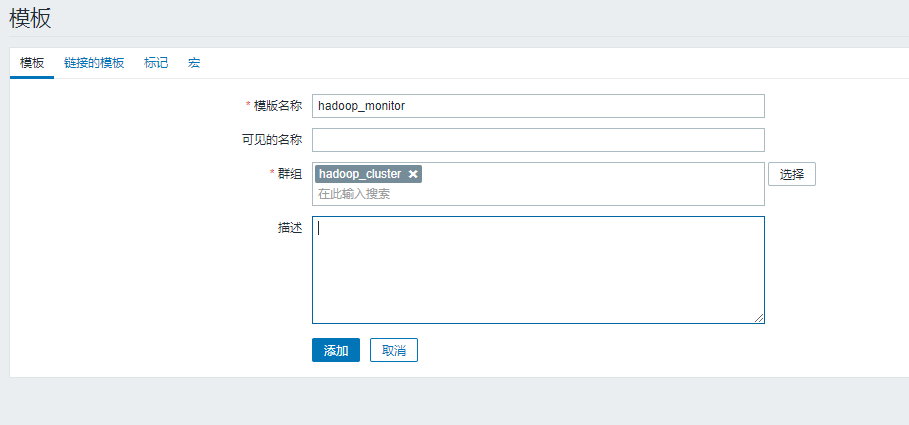 模板
模板 链接的模板 标记 宏
* 模版名称 hadoop_monitor
可见的名称
* 群组 hadoop_cluster ✖ 选择
在此输入搜索
描述
添加 取消